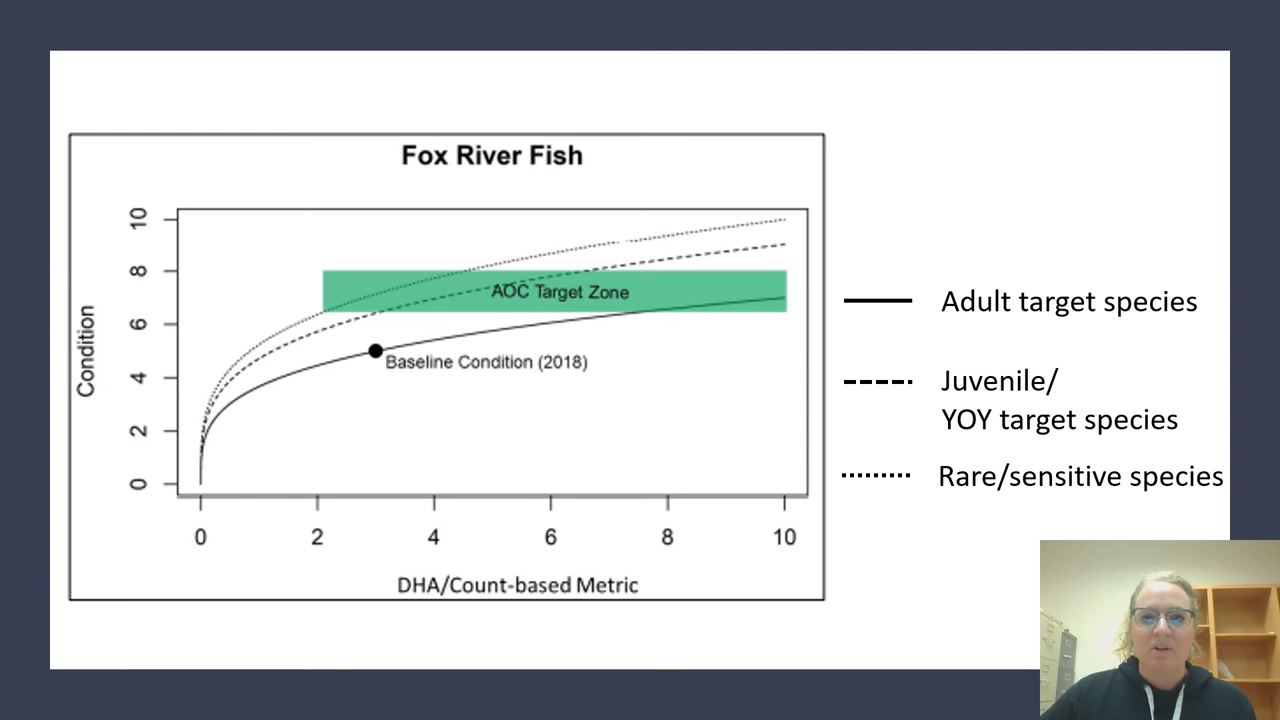 Fox River Fish
10
8
6
4
2
0
Condition
AOC Target Zone
Baseline Condition (2018)
0 2 4 6 8 10
DHA/Count-based Metric
Adult target species
Juvenile/
YOY target species
Rare/sensitive species